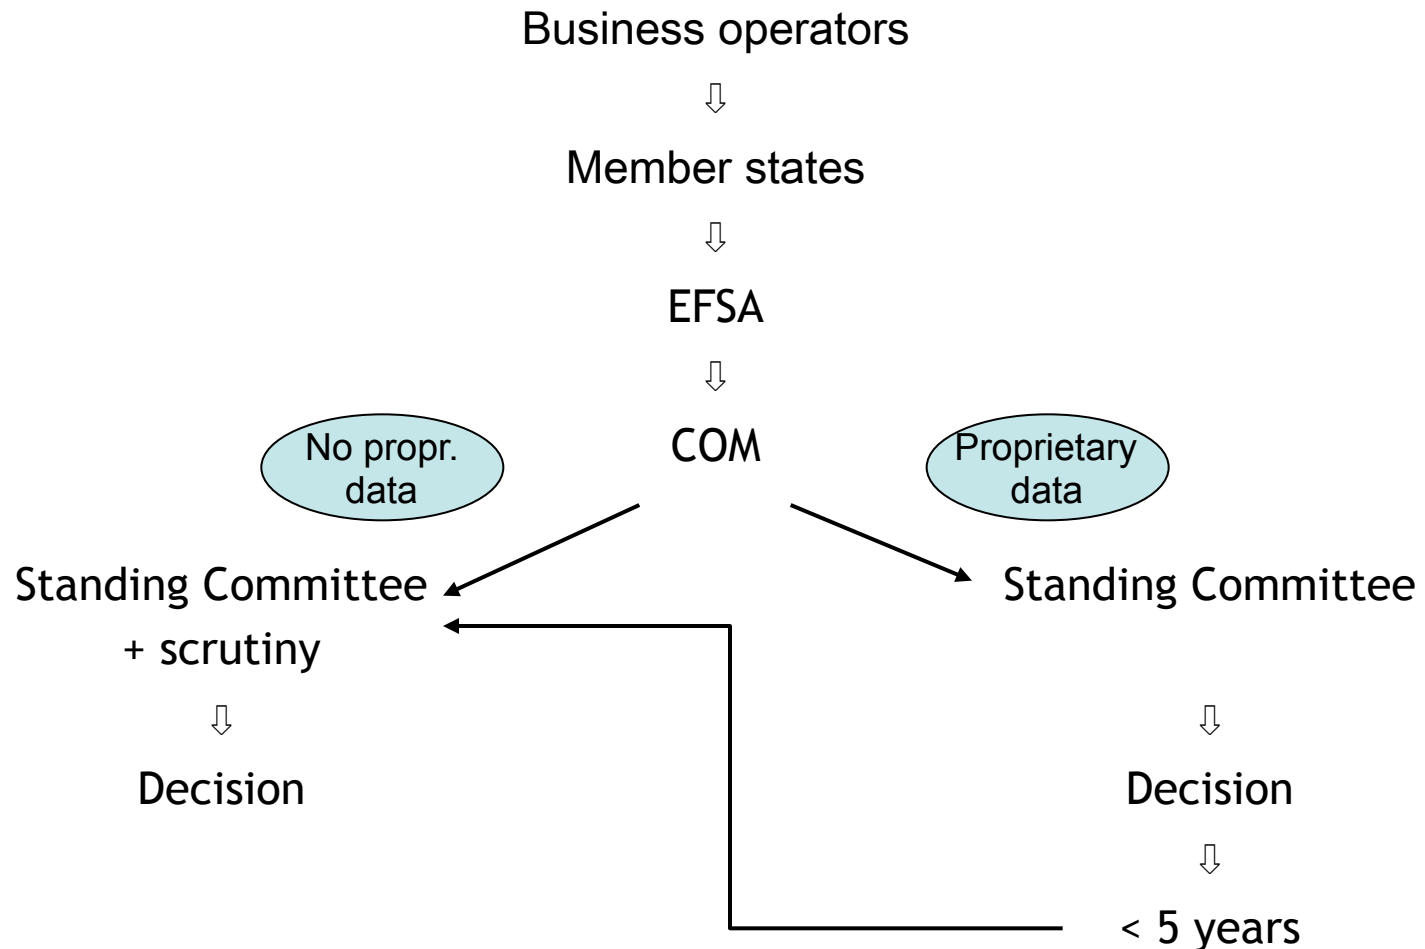 Business operators
⇩
Member states
⇩
EFSA
⇩
COM
No propr.
data
Proprietary
data
Standing Committee
+ scrutiny
⇩
Decision
Standing Committee
⇩
Decision
⇩
< 5 years